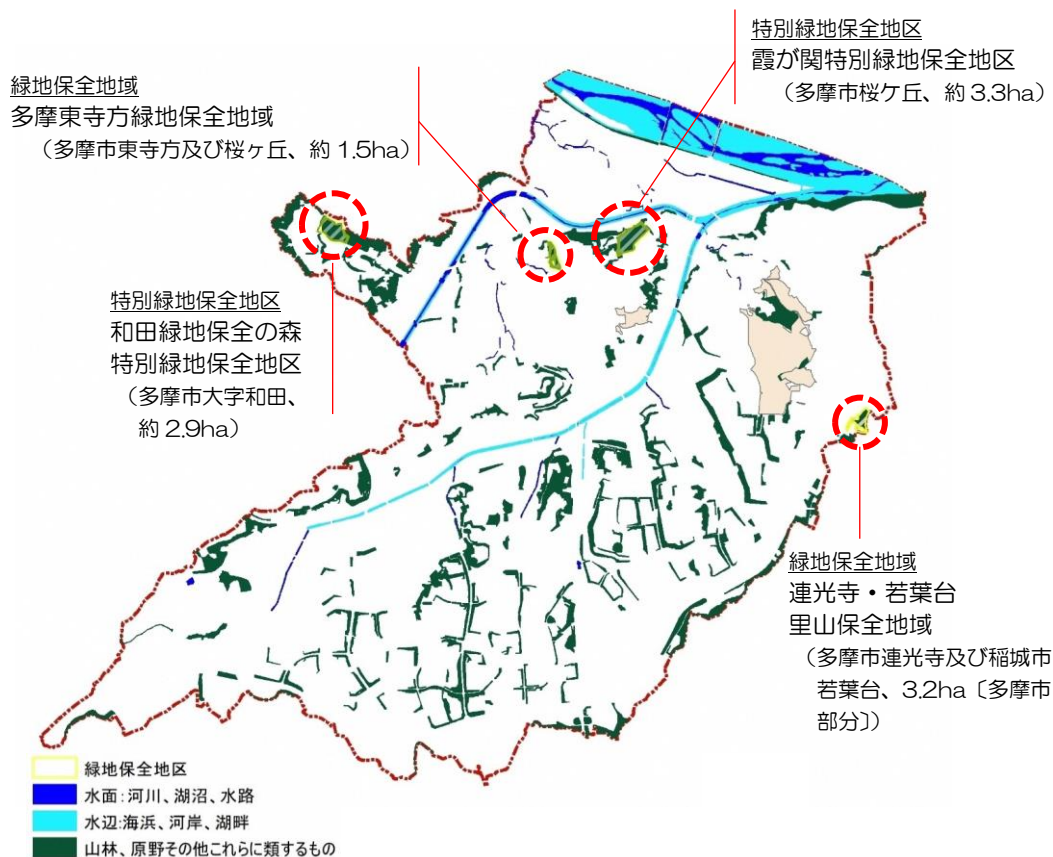 特別緑地保全地区
霞が関特別緑地保全地区
（多摩市桜ケ丘、約 3.3ha）
緑地保全地域
多摩東寺方緑地保全地域
（多摩市東寺方及び桜ヶ丘、約 1.5ha）
特別緑地保全地区
和田緑地保全の森
特別緑地保全地区
（多摩市大字和田、
約 2.9ha）
緑地保全地域
連光寺・若葉台
里山保全地域
（多摩市連光寺及び稲城市
若葉台、3.2ha〔多摩市
部分〕）
緑地保全地区
水面：河川、湖沼、水路
水辺：海浜、河岸、湖畔
山林、原野その他これらに類するもの